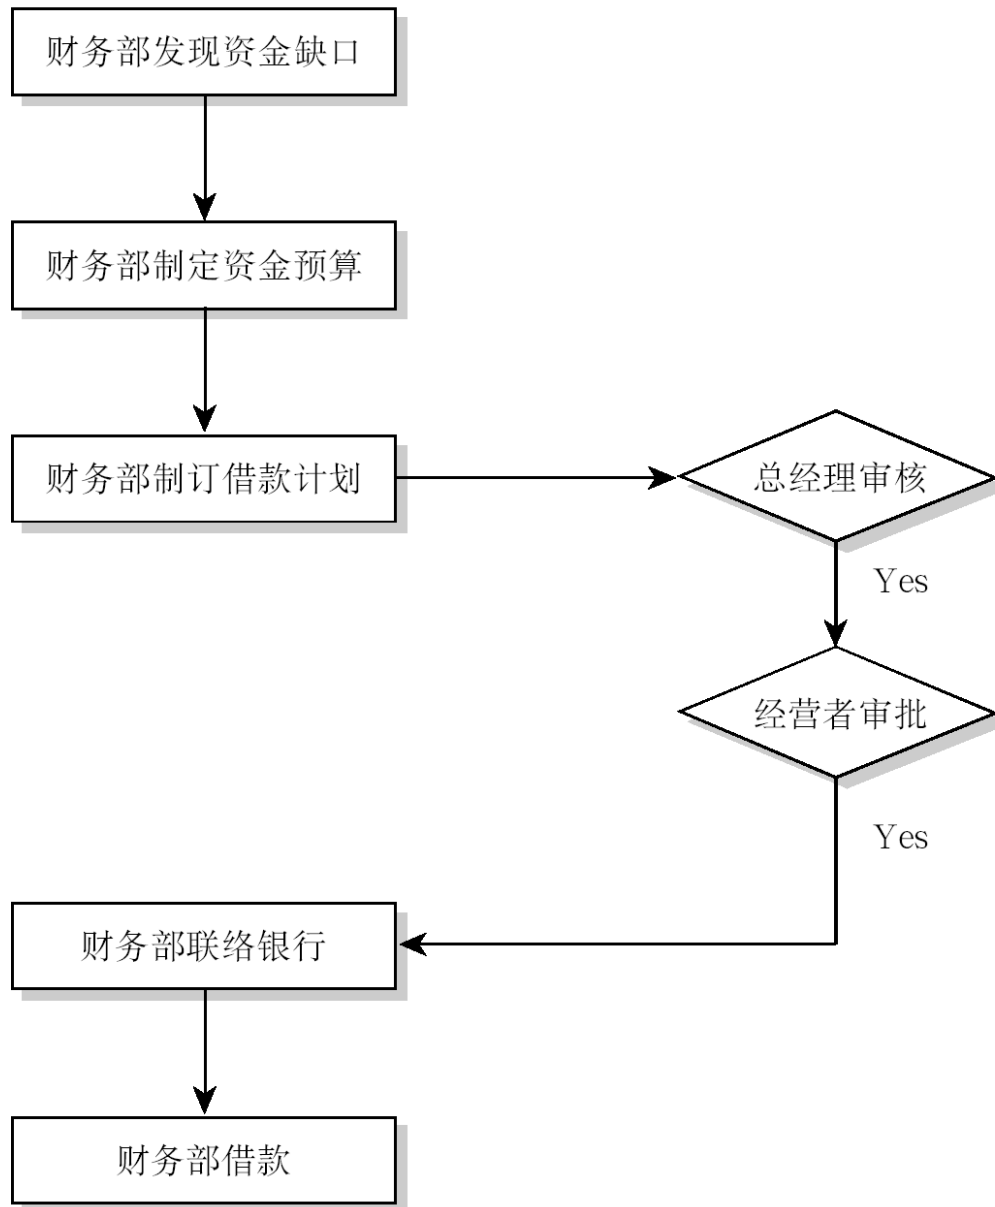 财务部发现资金缺口
财务部制定资金预算
财务部制订借款计划
总经理审核
Yes
经营者审批
Yes
财务部联络银行
财务部借款